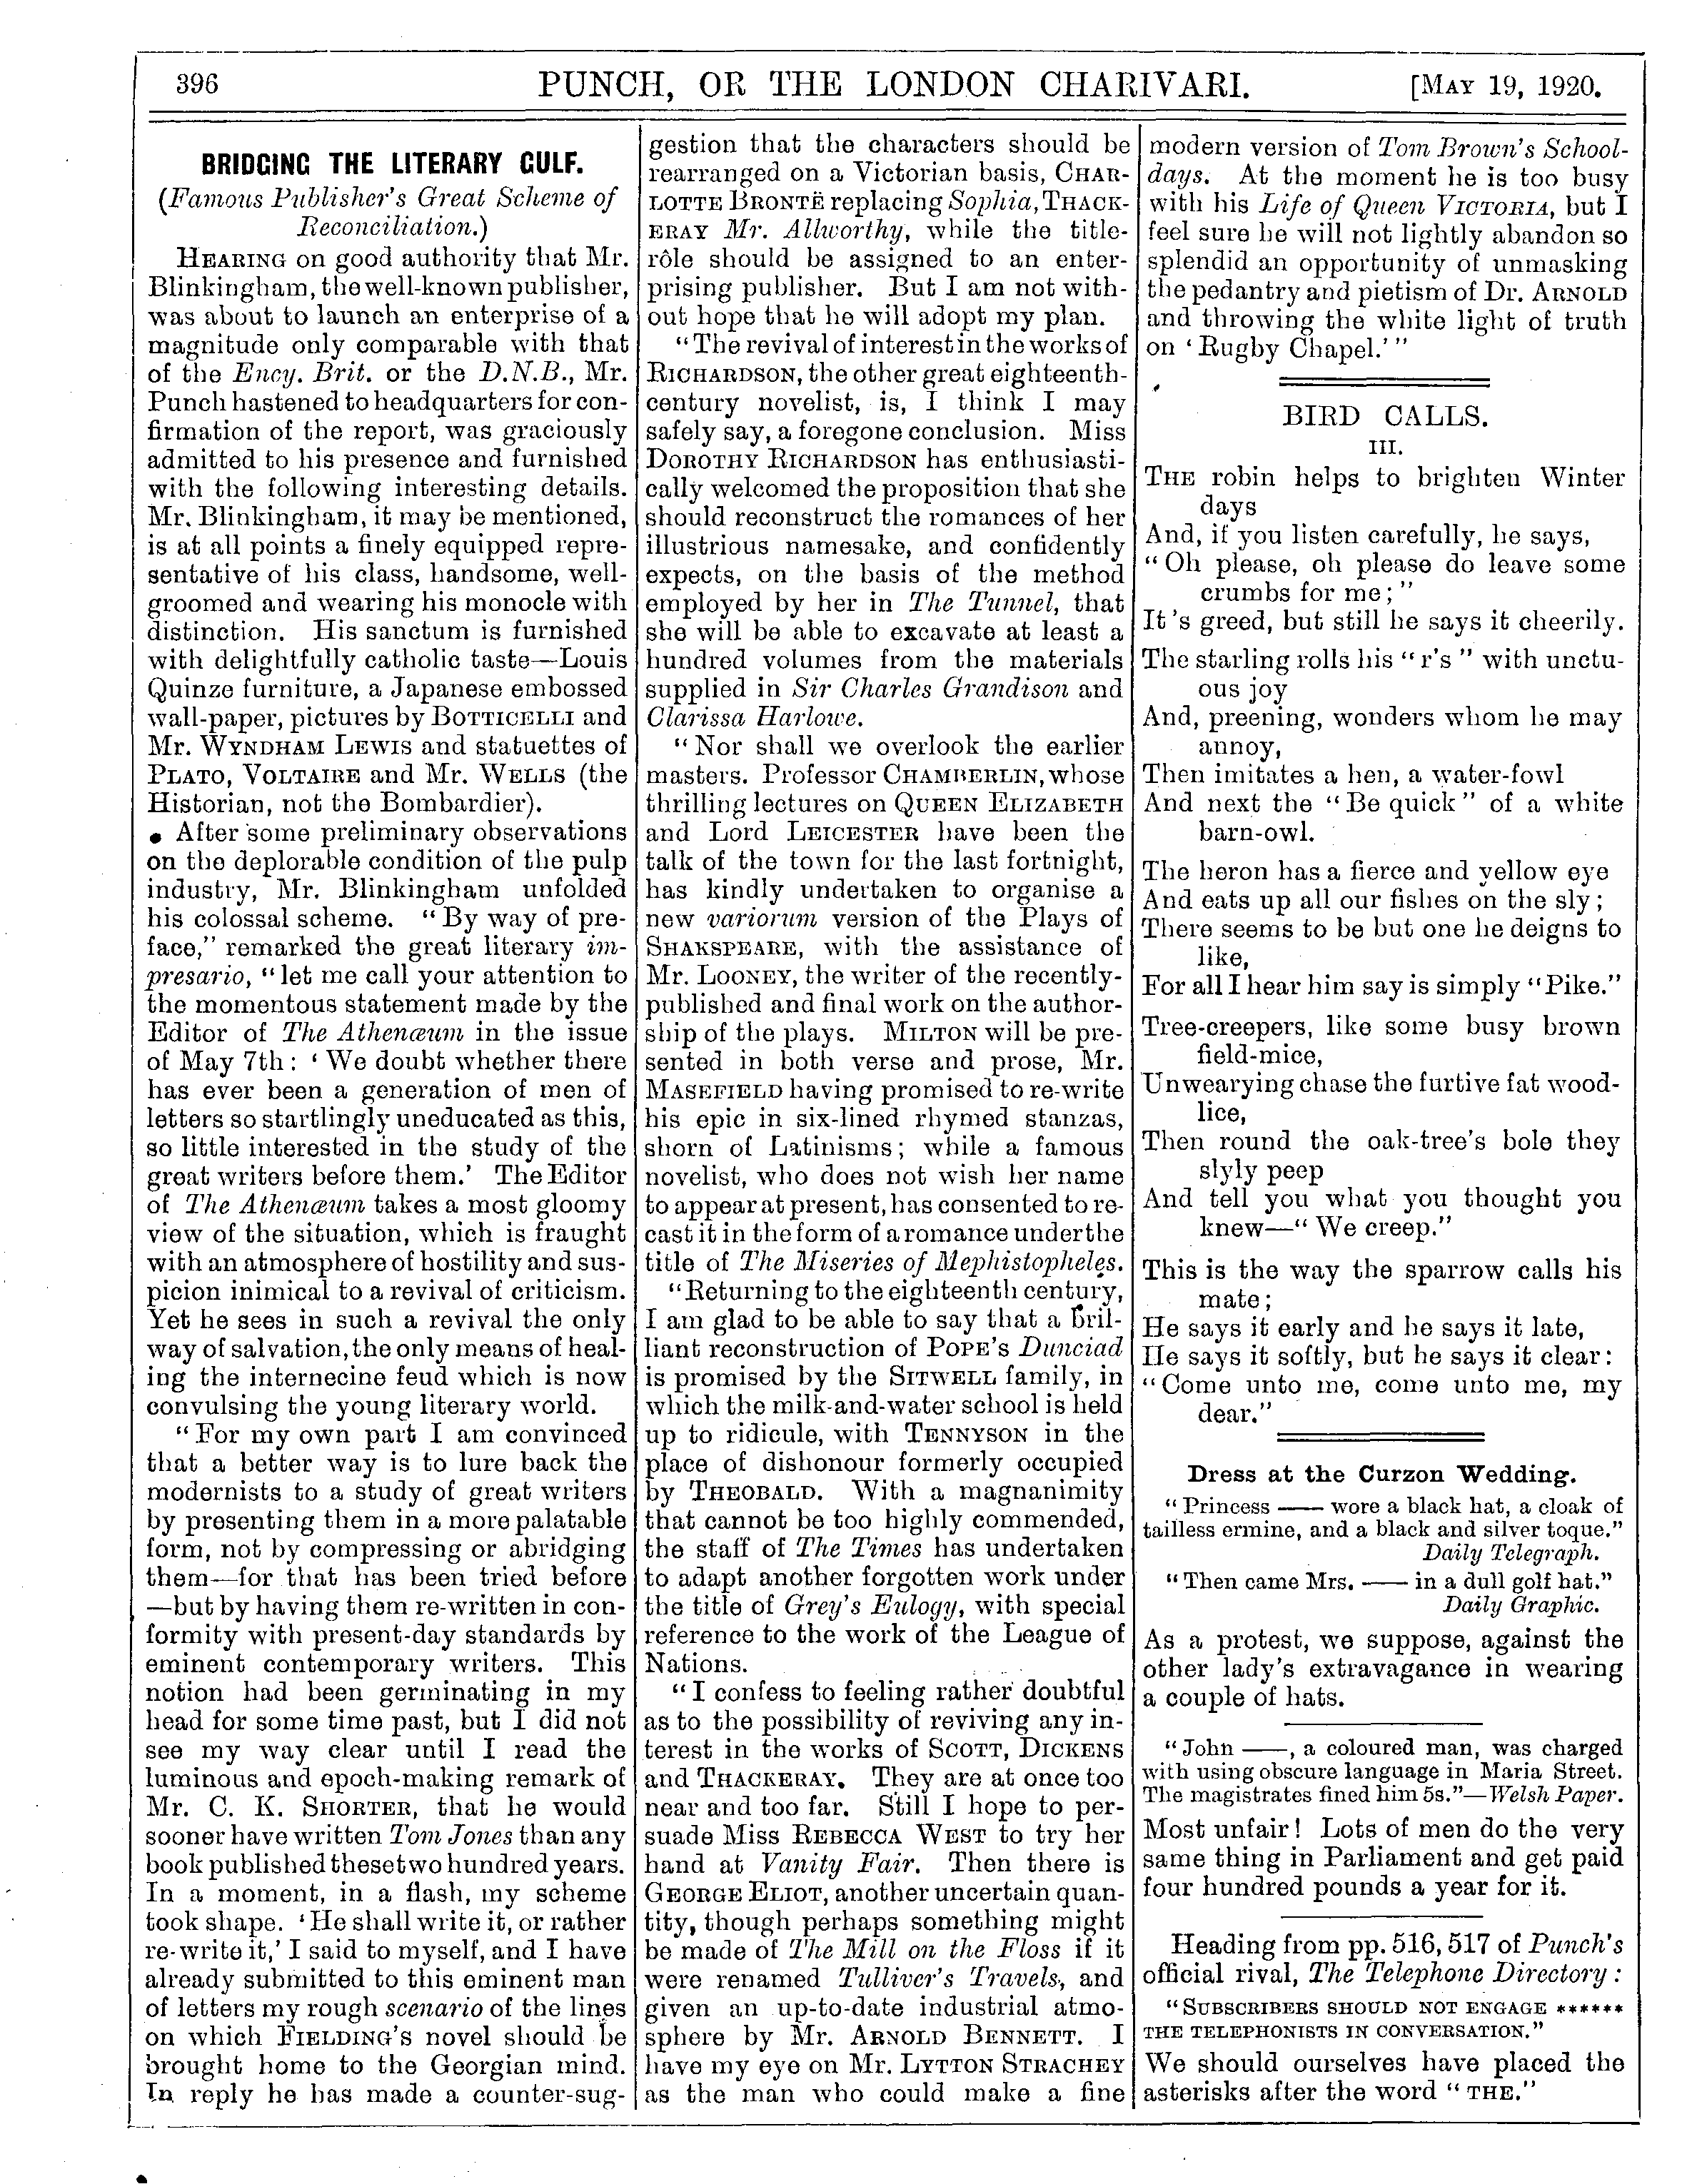 396
PUNCH, OR THE LONDON CHARIVARI.
[MAY 19, 1920.
BRIDGING THE LITERARY GULF.
(Famous Publisher's Great Scheme of
Reconciliation.)
HEARING on good authority that Mr.
Blinkingham, the well-known publisher,
was about to launch an enterprise of a
magnitude only comparable with that
of the Ency. Brit. or the D.N.B., Mr.
Punch hastened to headquarters for con-
firmation of the report, was graciously
admitted to his presence and furnished
with the following interesting details.
Mr. Blinkingham, it may be mentioned,
is at all points a finely equipped repre-
sentative of his class, handsome, well-
groomed and wearing his monocle with
distinction. His sanctum is furnished
with delightfully catholic taste—Louis
Quinze furniture, a Japanese embossed
wall-paper, pictures by BOTTICELLI and
Mr. WYNDHAM LEWIS and statuettes of
PLATO, VOLTAIRE and Mr. WELLS (the
Historian, not the Bombardier).
After some preliminary observations
on the deplorable condition of the pulp
industry, Mr. Blinkingham unfolded
his colossal scheme. "By way of pre-
face," remarked the great literary im-
presario, "let me call your attention to
the momentous statement made by the
Editor of The Athenæum in the issue
of May 7th: 'We doubt whether there
has ever been a generation of men of
letters so startlingly uneducated as this,
so little interested in the study of the
great writers before them.' The Editor
of The Athenæum takes a most gloomy
view of the situation, which is fraught
with an atmosphere of hostility and sus-
picion inimical to a revival of criticism.
Yet he sees in such a revival the only
way of salvation, the only means of heal-
ing the internecine feud which is now
convulsing the young literary world.
"For my own part I am convinced
that a better way is to lure back the
modernists to a study of great writers
by presenting them in a more palatable
form, not by compressing or abridging
them—for that has been tried before
—but by having them re-written in con-
formity with present-day standards by
eminent contemporary writers. This
notion had been germinating in my
head for some time past, but I did not
see my way clear until I read the
luminous and epoch-making remark of
Mr. C. K. SHORTER, that he would
sooner have written Tom Jones than any
book published these two hundred years.
In a moment, in a flash, my scheme
took shape. 'He shall write it, or rather
re-write it,' I said to myself, and I have
already submitted to this eminent man
of letters my rough scenario of the lines
on which FIELDING'S novel should be
brought home to the Georgian mind.
In reply he has made a counter-sug-
gestion that the characters should be
rearranged on a Victorian basis, CHAR-
LOTTE BRONTË replacing Sophia, THACK-
ERAY Mr. Allworthy, while the title-
rôle should be assigned to an enter-
prising publisher. But I am not with-
out hope that he will adopt my plan.
"The revival of interest in the works of
RICHARDSON, the other great eighteenth-
century novelist, is, I think I may
safely say, a foregone conclusion. Miss
DOROTHY RICHARDSON has enthusiasti-
cally welcomed the proposition that she
should reconstruct the romances of her
illustrious namesake, and confidently
expects, on the basis of the method
employed by her in The Tunnel, that
she will be able to excavate at least a
hundred volumes from the materials
supplied in Sir Charles Grandison and
Clarissa Harlowe.
"Nor shall we overlook the earlier
masters. Professor CHAMBERLIN, whose
thrilling lectures on QUEEN ELIZABETH
and Lord LEICESTER have been the
talk of the town for the last fortnight,
has kindly undertaken to organise a
new variorum version of the Plays of
SHAKSPEARE, with the assistance of
Mr. LOONEY, the writer of the recently-
published and final work on the author-
ship of the plays. MILTON will be pre-
sented in both verse and prose, Mr.
MASEFIELD having promised to re-write
his epic in six-lined rhymed stanzas,
shorn of Latinisms; while a famous
novelist, who does not wish her name
to appear at present, has consented to re-
cast it in the form of a romance under the
title of The Miseries of Mephistopheles.
"Returning to the eighteenth century,
I am glad to be able to say that a bril-
liant reconstruction of POPE'S Dunciad
is promised by the SITWELL family, in
which the milk-and-water school is held
up to ridicule, with TENNYSON in the
place of dishonour formerly occupied
by THEOBALD. With a magnanimity
that cannot be too highly commended,
the staff of The Times has undertaken
to adapt another forgotten work under
the title of Grey's Eulogy, with special
reference to the work of the League of
Nations.
"I confess to feeling rather doubtful
as to the possibility of reviving any in-
terest in the works of SCOTT, DICKENS
and THACKERAY. They are at once too
near and too far. Still I hope to per-
suade Miss REBECCA WEST to try her
hand at Vanity Fair. Then there is
GEORGE ELIOT, another uncertain quan-
tity, though perhaps something might
be made of The Mill on the Floss if it
were renamed Tulliver's Travels, and
given an up-to-date industrial atmo-
sphere by Mr. ARNOLD BENNETT. I
have my eye on Mr. LYTTON STRACHEY
as the man who could make a fine
modern version of Tom Brown's School-
days. At the moment he is too busy
with his Life of Queen VICTORIA, but I
feel sure he will not lightly abandon so
splendid an opportunity of unmasking
the pedantry and pietism of Dr. ARNOLD
and throwing the white light of truth
on 'Rugby Chapel.'"
BIRD CALLS.
III.
THE robin helps to brighten Winter
days
And, if you listen carefully, he says,
"Oh please, oh please do leave some
crumbs for me;"
It's greed, but still he says it cheerily.
The starling rolls his "r's" with unctu-
ous joy
And, preening, wonders whom he may
annoy,
Then imitates a hen, a water-fowl
And next the "Be quick" of a white
barn-owl.
The heron has a fierce and yellow eye
And eats up all our fishes on the sly;
There seems to be but one he deigns to
like,
For all I hear him say is simply "Pike."
Tree-creepers, like some busy brown
field-mice,
Unwearying chase the furtive fat wood-
lice,
Then round the oak-tree's bole they
slyly peep
And tell you what you thought you
knew—"We creep."
This is the way the sparrow calls his
mate;
He says it early and he says it late,
He says it softly, but he says it clear:
"Come unto me, come unto me, my
dear."
Dress at the Curzon Wedding.
"Princess —— wore a black hat, a cloak of
tailless ermine, and a black and silver toque."
Daily Telegraph.
"Then came Mrs. —— in a dull golf hat."
Daily Graphic.
As a protest, we suppose, against the
other lady's extravagance in wearing
a couple of hats.
"John ——, a coloured man, was charged
with using obscure language in Maria Street.
The magistrates fined him 5s."—Welsh Paper.
Most unfair! Lots of men do the very
same thing in Parliament and get paid
four hundred pounds a year for it.
Heading from pp. 516, 517 of Punch's
official rival, The Telephone Directory:
"SUBSCRIBERS SHOULD NOT ENGAGE ******
THE TELEPHONISTS IN CONVERSATION."
We should ourselves have placed the
asterisks after the word "THE."